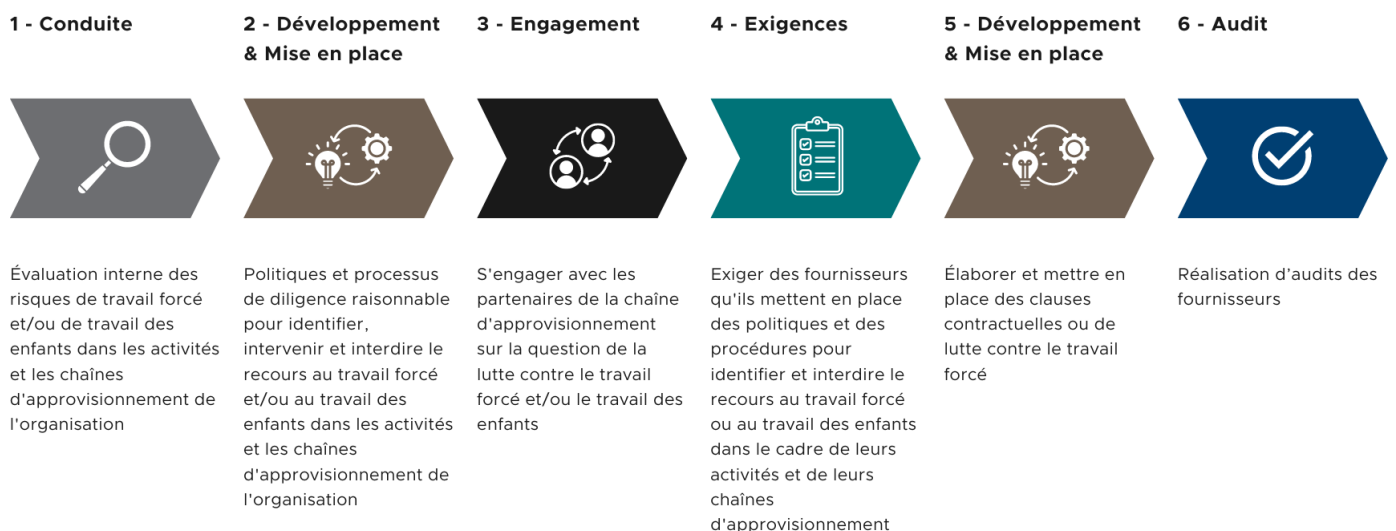 1 - Conduite
Évaluation interne des
risques de travail forcé
et/ou de travail des
enfants dans les activités
et les chaînes
d'approvisionnement de
l'organisation
2 - Développement
& Mise en place
Politiques et processus
de diligence raisonnable
pour identifier,
intervenir et interdire le
recours au travail forcé
et/ou au travail des
enfants dans les activités
et les chaînes
d'approvisionnement de
l'organisation
3 - Engagement
S'engager avec les
partenaires de la chaîne
d'approvisionnement
sur la question de la
lutte contre le travail
forcé et/ou le travail des
enfants
4 - Exigences
Exiger des fournisseurs
qu'ils mettent en place
des politiques et des
procédures pour
identifier et interdire le
recours au travail forcé
ou au travail des enfants
dans le cadre de leurs
activités et de leurs
chaînes
d'approvisionnement
5 - Développement
& Mise en place
Élaborer et mettre en
place des clauses
contractuelles ou de
lutte contre le travail
forcé
6 - Audit
Réalisation d’audits des
fournisseurs